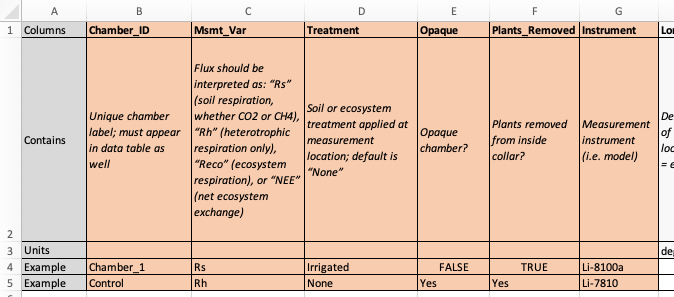 A B C D E F G
1 Columns Chamber_ID Msmt_Var Treatment Opaque Plants_Removed Instrument
Contains
Unique chamber
label; must appear
in data table as
well
Flux should be
interpreted as: “Rs”
(soil respiration,
whether CO2 or CH4),
“Rh” (heterotrophic
respiration only),
“Reco” (ecosystem
respiration), or “NEE”
(net ecosystem
exchange)
Soil or ecosystem
treatment applied at
measurement
location; default is
“None”
Opaque
chamber?
Plants removed
from inside
collar?
Measurement
instrument
(i.e. model)
of
= e
2
3 Units
4 Example Chamber_1 Rs Irrigated FALSE TRUE Li-8100a
5 Example Control Rh None Yes Yes Li-7810